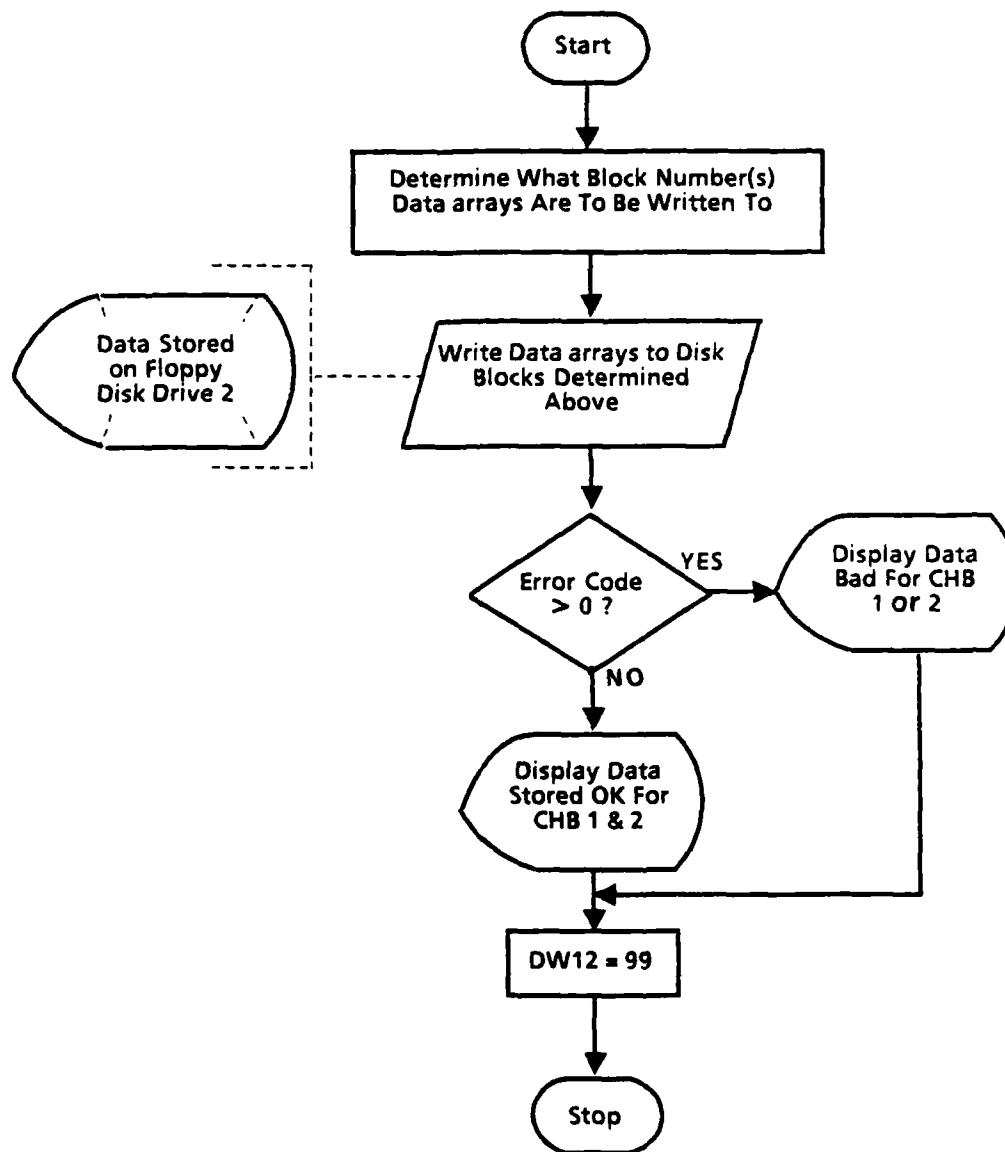 Start
Determine What Block Number(s)
Data arrays Are To Be Written To
Data Stored
on Floppy
Disk Drive 2
Write Data arrays to Disk
Blocks Determined
Above
Error Code
> 0 ?
YES
Display Data
Bad For CHB
1 or 2
NO
Display Data
Stored OK For
CHB 1 & 2
DW12 = 99
Stop